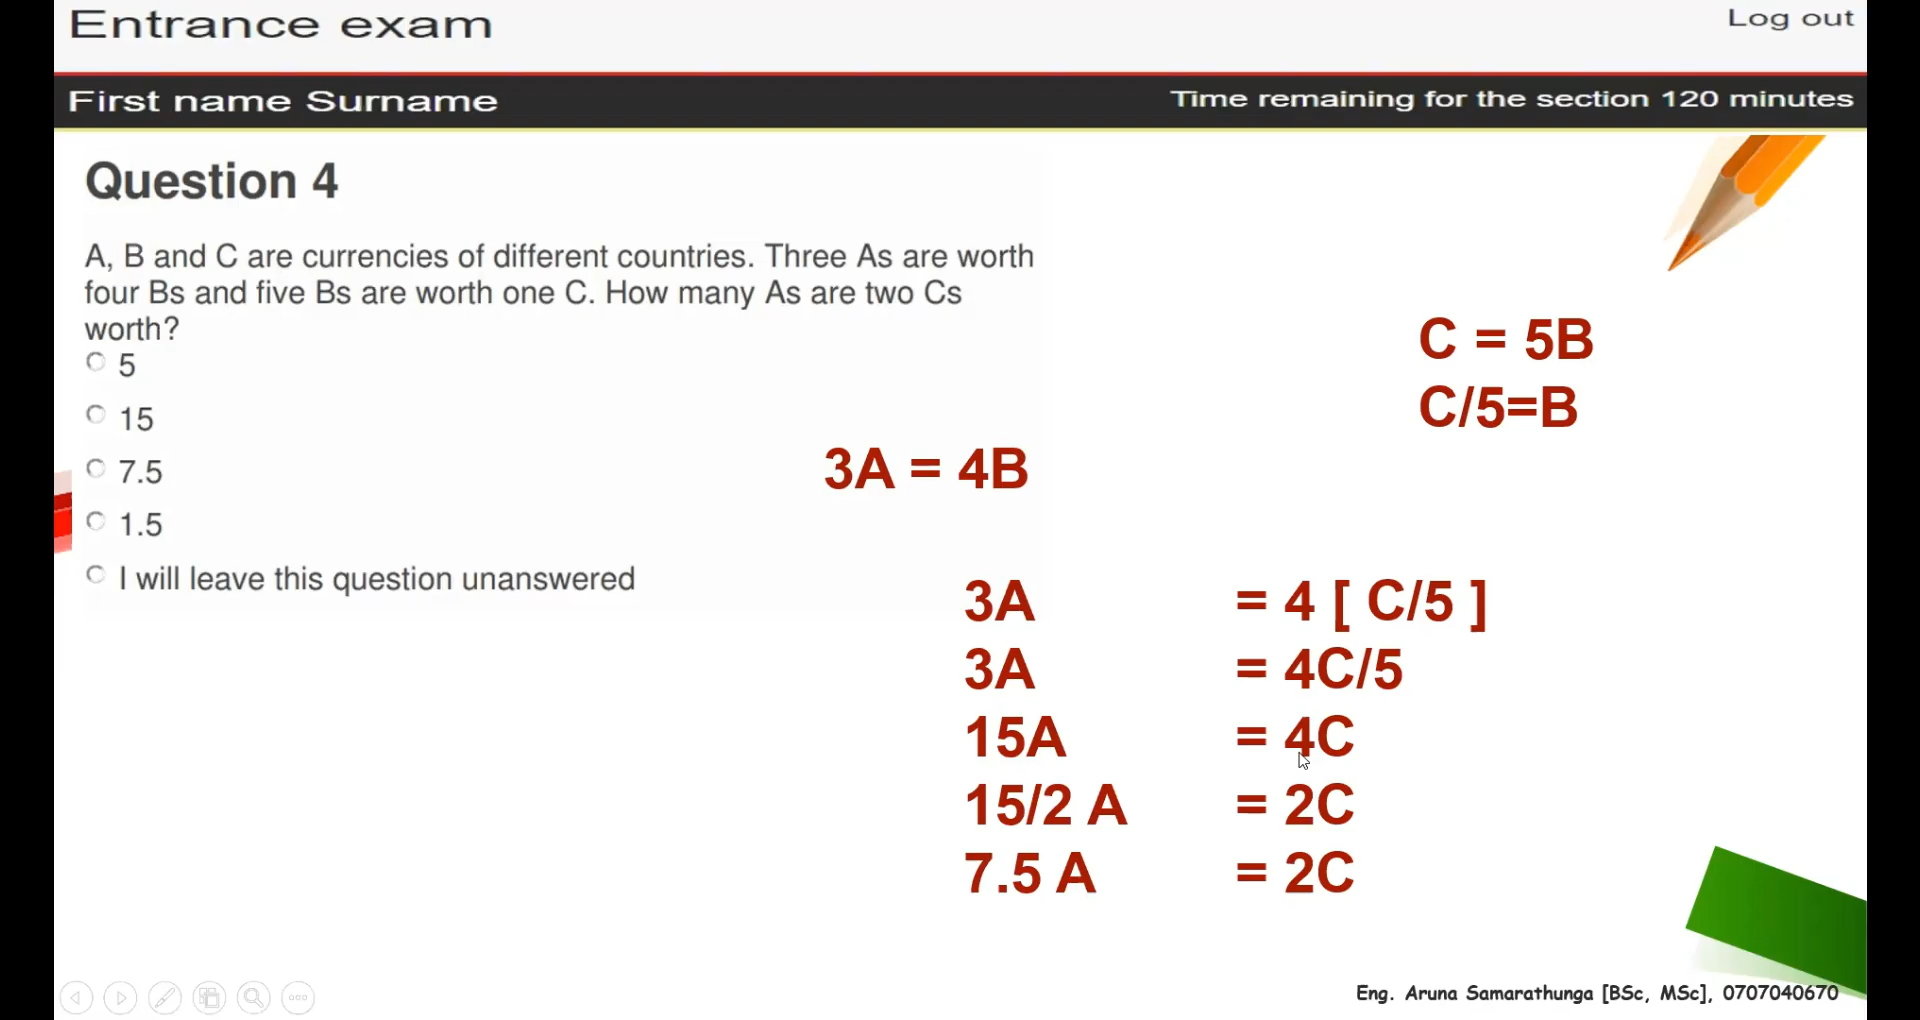 Entrance exam
Log out
First name Surname
Time remaining for the section 120 minutes
Question 4
A, B and C are currencies of different countries. Three As are worth
four Bs and five Bs are worth one C. How many As are two Cs
worth?
5
15
7.5
1.5
I will leave this question unanswered
C = 5B
C/5=B
3A = 4B
3A = 4 [ C/5 ]
3A = 4C/5
15A = 4C
15/2 A = 2C
7.5 A = 2C
Eng. Aruna Samarathunga [BSc, MSc], 0707040670